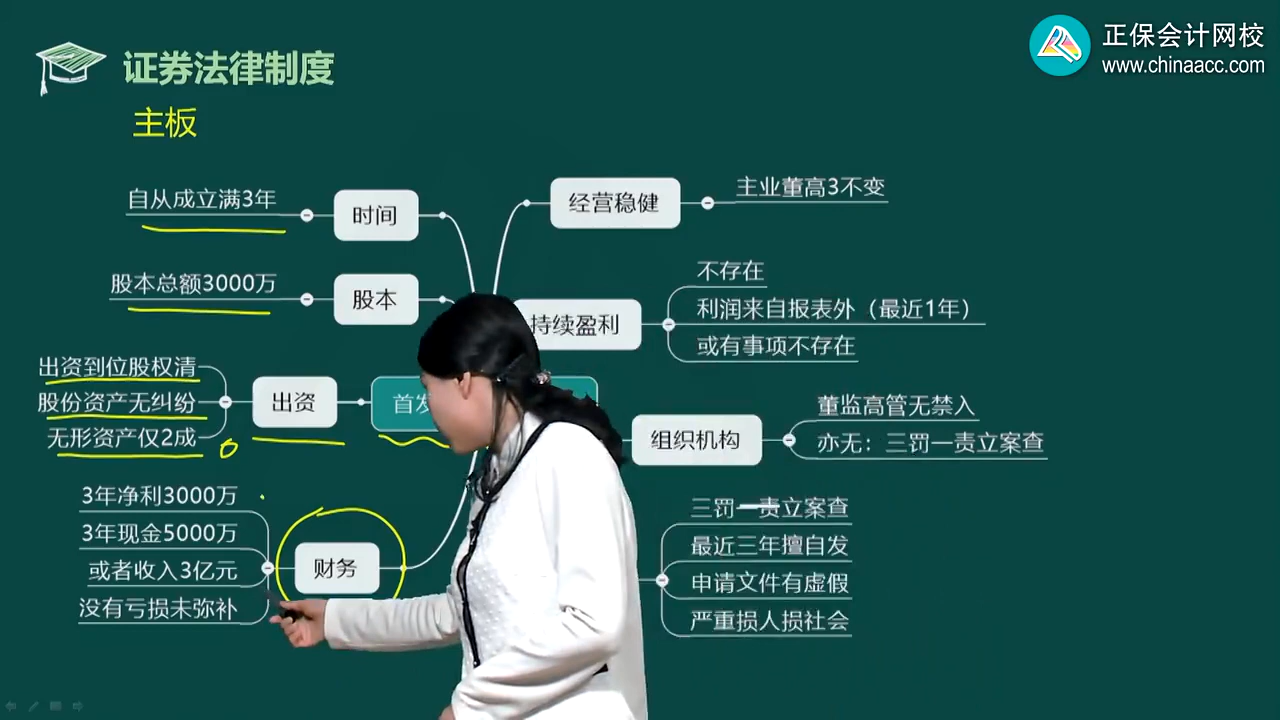 正保会计网校
www.chinaacc.com
证券法律制度
主板
自从成立满3年
时间
股本总额3000万
股本
出资到位股权清
股份资产无纠纷
无形资产仅2成
出资
首发
3年净利3000万
3年现金5000万
或者收入3亿元
没有亏损未弥补
财务
经营稳健
主业董高3不变
持续盈利
不存在
利润来自报表外（最近1年）
或有事项不存在
组织机构
董监高管无禁入
亦无：三罚一责立案查
三罚一责立案查
最近三年擅自发
申请文件有虚假
严重损人损社会